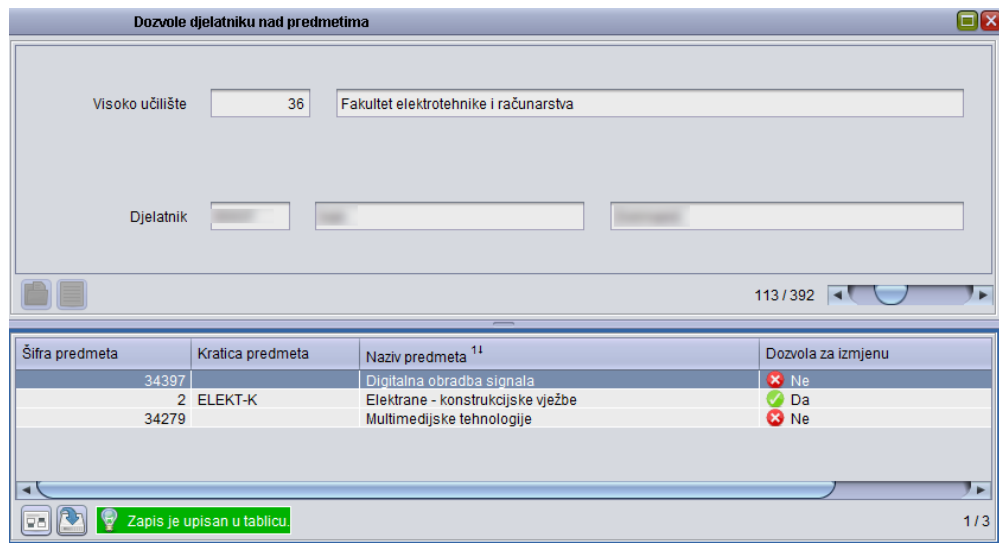 Dozvole djelatniku nad predmetima
Visoko učilište 36 Fakultet elektrotehnike i računarstva
Djelatnik
113 / 392
Šifra predmeta Kratica predmeta Naziv predmeta 1 Dozvola za izmjenu
34397 Digitalna obradba signala Ne
2 ELEKT-K Elektrane - konstrukcijske vježbe Da
34279 Multimedijske tehnologije Ne
Zapis je upisan u tablicu. 1 / 3